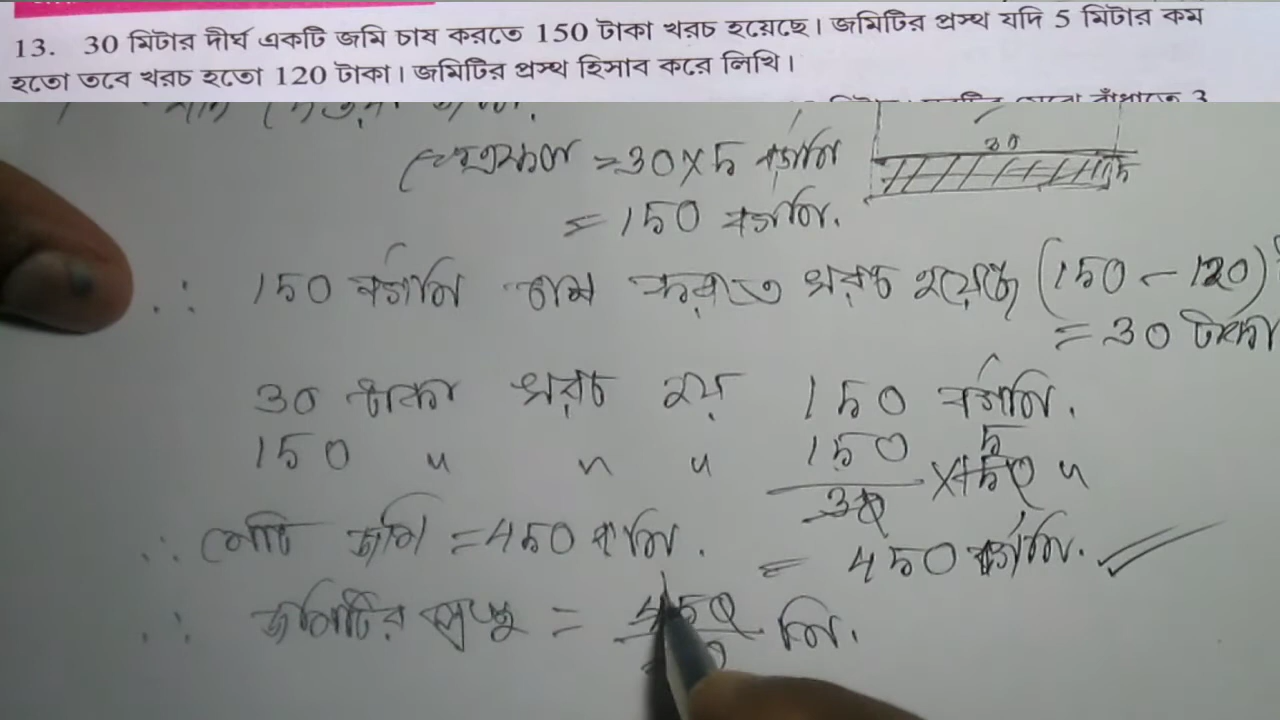 13. 30 মিটার দীর্ঘ একটি জমি চাষ করতে 150 টাকা খরচ হয়েছে। জমিটির প্রস্থ যদি 5 মিটার কম
হতো তবে খরচ হতো 120 টাকা। জমিটির প্রস্থ হিসাব করে লিখি।
ক্ষেত্রফল = 30 × 5 বর্গমি
30
5
= 150 বর্গমি.
∴ 150 বর্গমি চাষ করতে খরচ হয়েছে (150 - 120)
= 30 টাকা
30 টাকা খরচ হয় 150 বর্গমি.
150 " " " 150/30 × 150 "
5
= 450 বর্গমি.
∴ মোট জমি = 450 বর্গমি.
∴ জমিটির প্রস্থ = 450 মি.